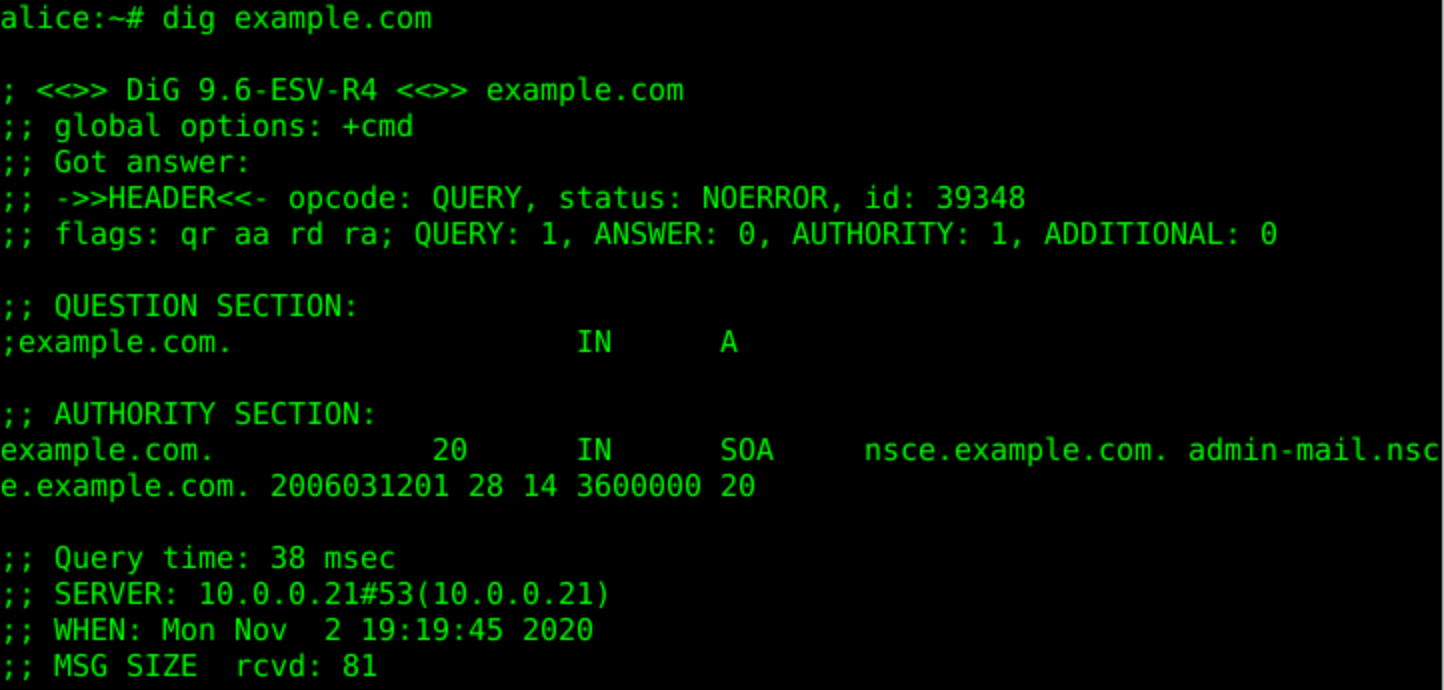 alice:~# dig example.com
; <<>> DiG 9.6-ESV-R4 <<>> example.com
;; global options: +cmd
;; Got answer:
;; ->>HEADER<<- opcode: QUERY, status: NOERROR, id: 39348
;; flags: qr aa rd ra; QUERY: 1, ANSWER: 0, AUTHORITY: 1, ADDITIONAL: 0
;; QUESTION SECTION:
;example.com. IN A
;; AUTHORITY SECTION:
example.com. 20 IN SOA nsce.example.com. admin-mail.nsc
e.example.com. 2006031201 28 14 3600000 20
;; Query time: 38 msec
;; SERVER: 10.0.0.21#53(10.0.0.21)
;; WHEN: Mon Nov  2 19:19:45 2020
;; MSG SIZE  rcvd: 81